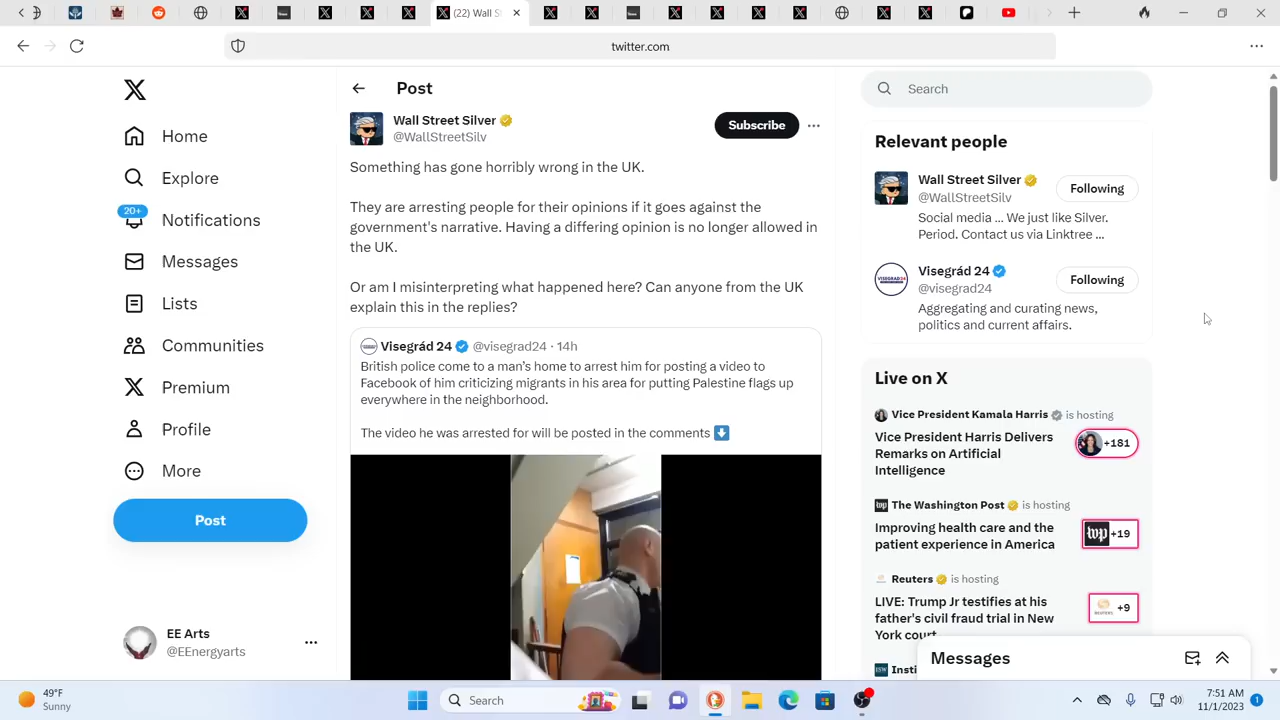 (22) Wall S
twitter.com
Home
Explore
20+
Notifications
Messages
Lists
Communities
Premium
Profile
More
Post
EE Arts
@EEnergyarts
Post
Wall Street Silver
@WallStreetSilv
Subscribe
Something has gone horribly wrong in the UK.
They are arresting people for their opinions if it goes against the
government's narrative. Having a differing opinion is no longer allowed in
the UK.
Or am I misinterpreting what happened here? Can anyone from the UK
explain this in the replies?
Visegrád 24 @visegrad24 · 14h
British police come to a man's home to arrest him for posting a video to
Facebook of him criticizing migrants in his area for putting Palestine flags up
everywhere in the neighborhood.
The video he was arrested for will be posted in the comments
Search
Relevant people
Wall Street Silver
@WallStreetSilv
Following
Social media ... We just like Silver.
Period. Contact us via Linktree ...
VISEGRAD24
Visegrád 24
@visegrad24
Following
Aggregating and curating news,
politics and current affairs.
Live on X
Vice President Kamala Harris is hosting
Vice President Harris Delivers
Remarks on Artificial
Intelligence
+181
wp The Washington Post is hosting
Improving health care and the
patient experience in America
wp +19
Reuters is hosting
LIVE: Trump Jr testifies at his
father's civil fraud trial in New
York court
REUTERS +9
ISW Insti
Messages
49°F
Sunny
Search
7:51 AM
11/1/2023
1